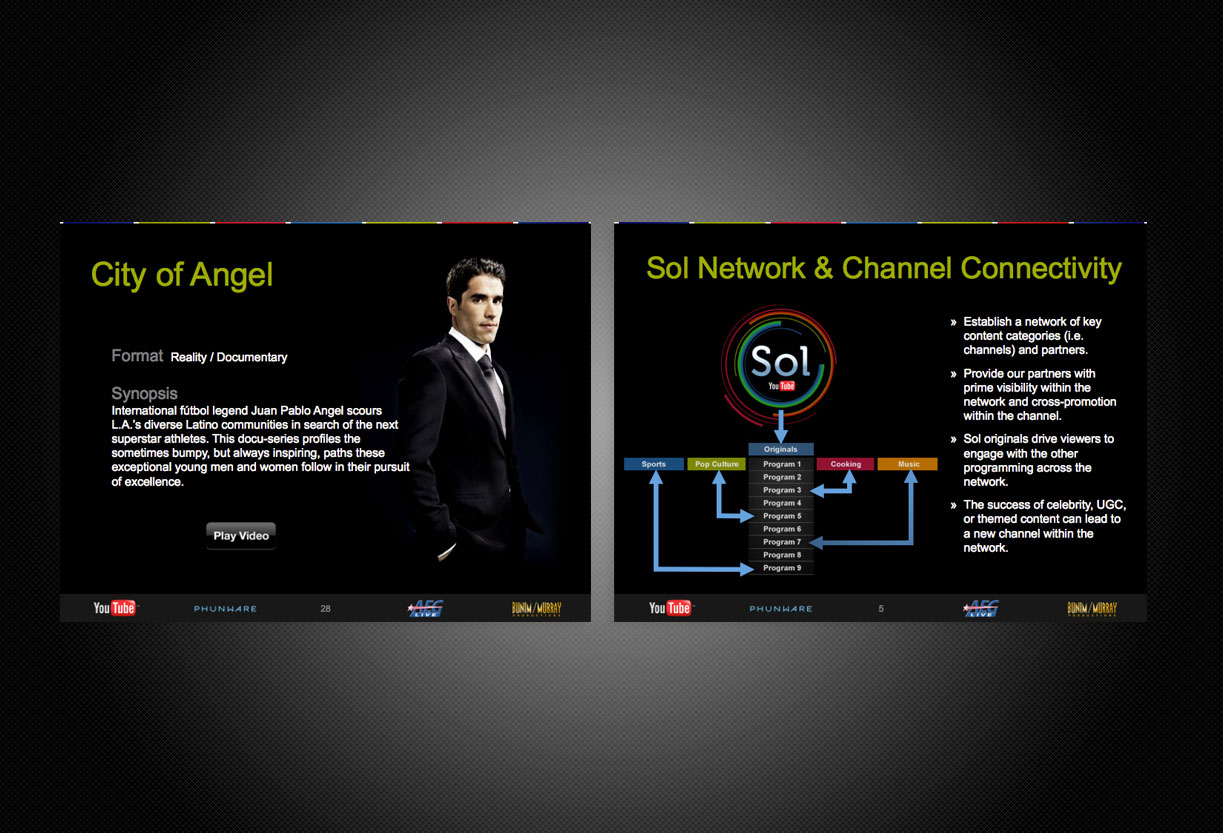 City of Angel
Format Reality / Documentary
Synopsis
International fútbol legend Juan Pablo Angel scours
L.A.'s diverse Latino communities in search of the next
superstar athletes. This docu-series profiles the
sometimes bumpy, but always inspiring, paths these
exceptional young men and women follow in their pursuit
of excellence.
Play Video
YouTube
PHUNWARE
28
AEG
LIVE
BUNIM/MURRAY
PRODUCTIONS
Sol Network & Channel Connectivity
Sol
YouTube
Originals
Sports
Pop Culture
Program 1
Cooking
Music
Program 2
Program 3
Program 4
Program 5
Program 6
Program 7
Program 8
Program 9
» Establish a network of key
content categories (i.e.
channels) and partners.
» Provide our partners with
prime visibility within the
network and cross-promotion
within the channel.
» Sol originals drive viewers to
engage with the other
programming across the
network.
» The success of celebrity, UGC,
or themed content can lead to
a new channel within the
network.
YouTube
PHUNWARE
5
AEG
LIVE
BUNIM/MURRAY
PRODUCTIONS